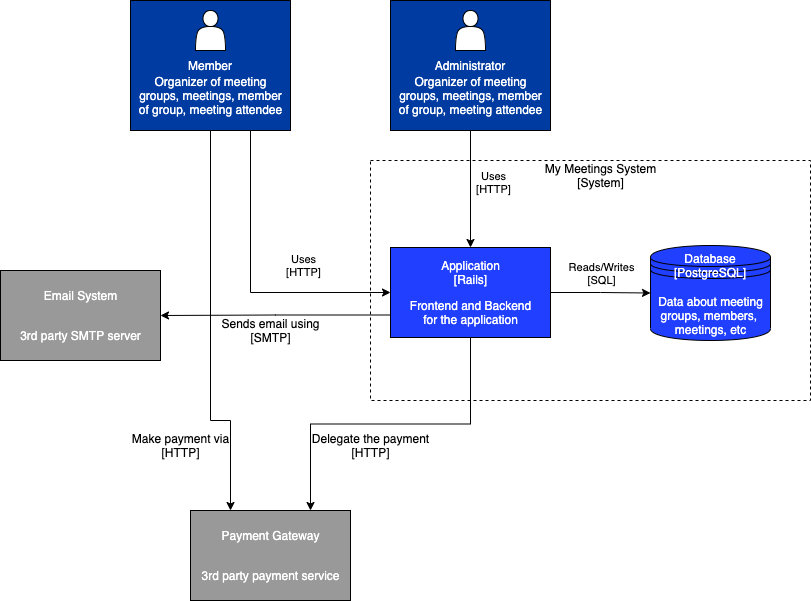 Member
Organizer of meeting
groups, meetings, member
of group, meeting attendee
Administrator
Organizer of meeting
groups, meetings, member
of group, meeting attendee
My Meetings System
[System]
Uses
[HTTP]
Uses
[HTTP]
Application
[Rails]
Frontend and Backend
for the application
Reads/Writes
[SQL]
Database
[PostgreSQL]
Data about meeting
groups, members,
meetings, etc
Email System
3rd party SMTP server
Sends email using
[SMTP]
Make payment via
[HTTP]
Delegate the payment
[HTTP]
Payment Gateway
3rd party payment service